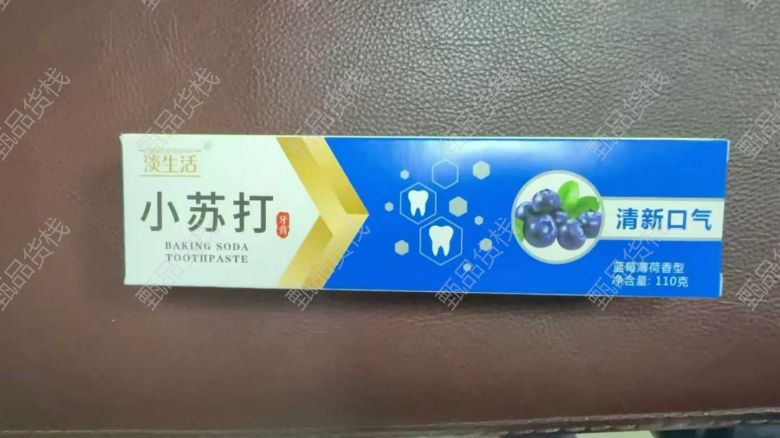 淡生活
小苏打
牙膏
BAKING SODA
TOOTHPASTE
清新口气
蓝莓薄荷香型
净含量: 110克
甄品货栈